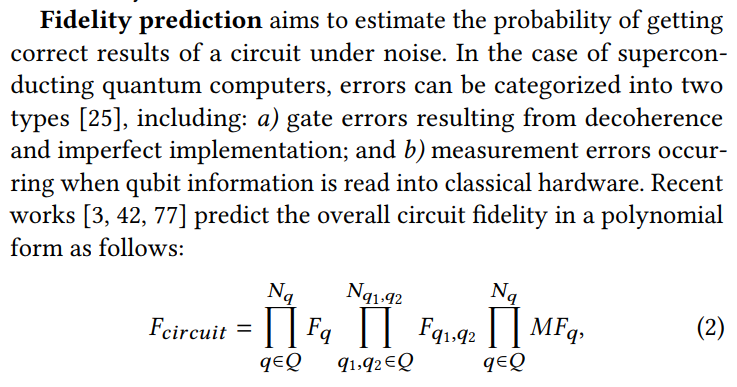 Fidelity prediction aims to estimate the probability of getting
correct results of a circuit under noise. In the case of supercon-
ducting quantum computers, errors can be categorized into two
types [25], including: a) gate errors resulting from decoherence
and imperfect implementation; and b) measurement errors occur-
ring when qubit information is read into classical hardware. Recent
works [3, 42, 77] predict the overall circuit fidelity in a polynomial
form as follows:
F_{circuit} = \prod_{q \in Q}^{N_q} F_q \prod_{q_1,q_2 \in Q}^{N_{q_1,q_2}} F_{q_1,q_2} \prod_{q \in Q}^{N_q} MF_q, (2)